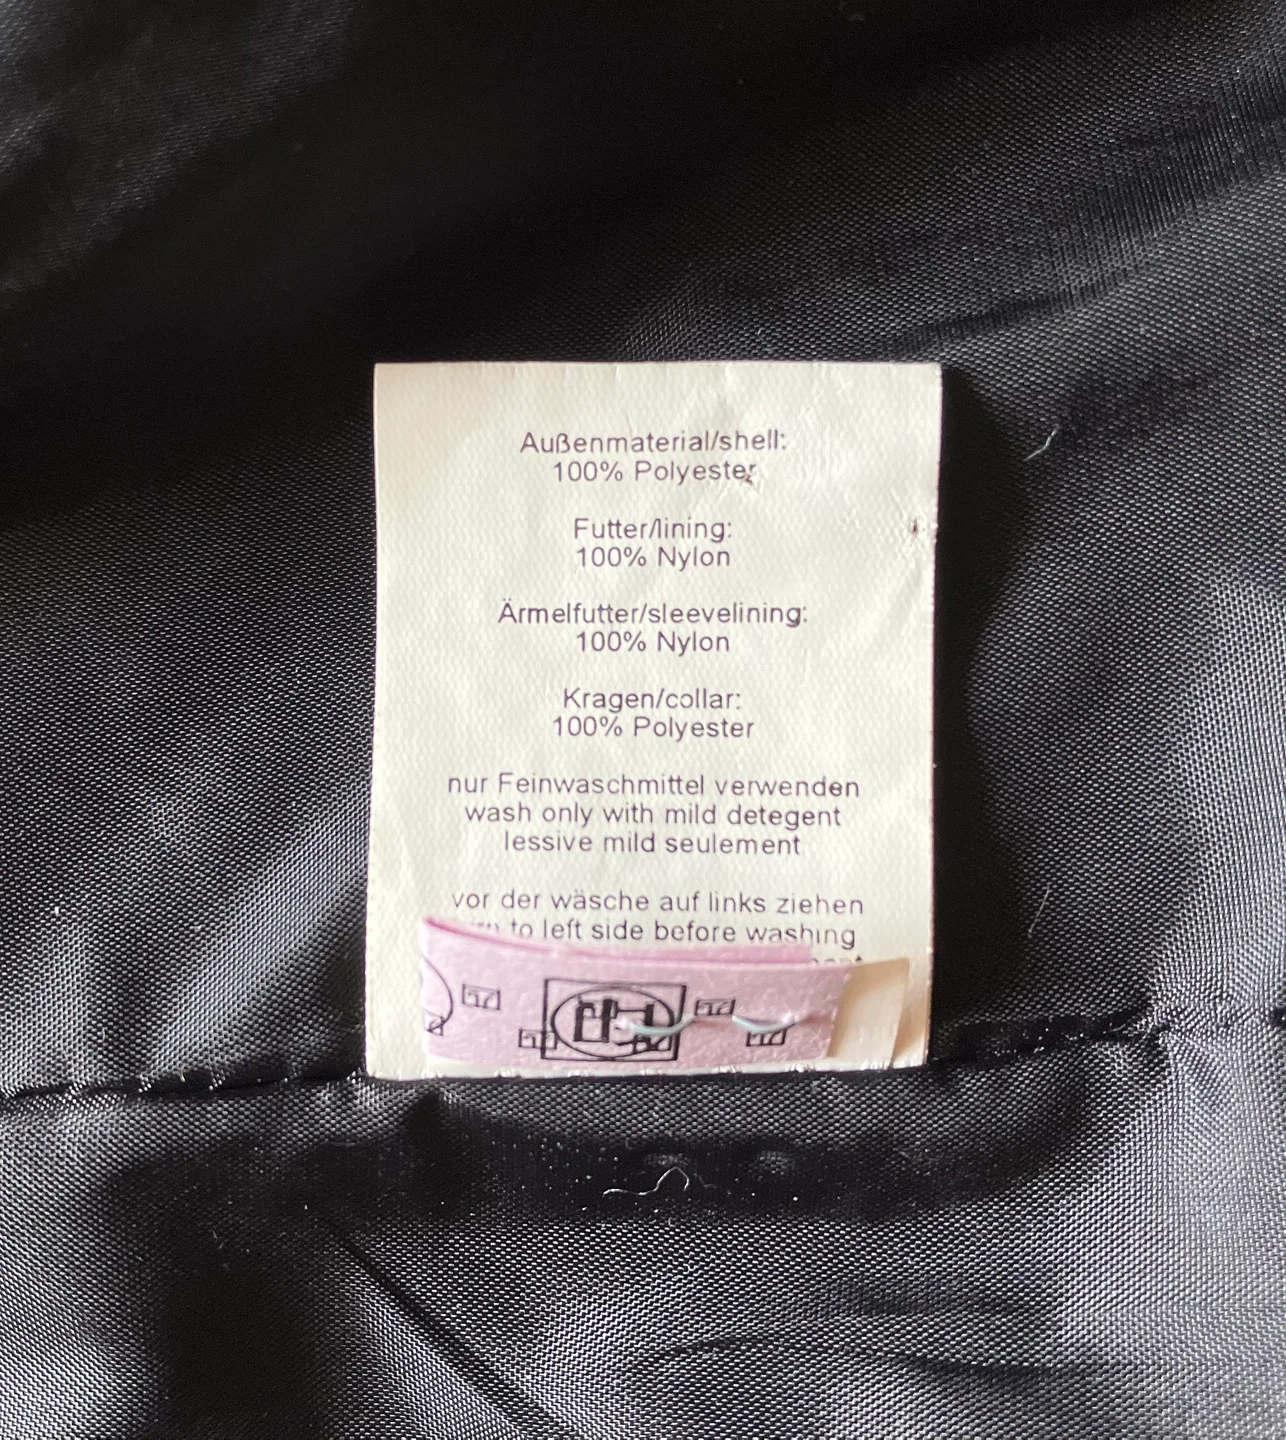 Außenmaterial/shell:
100% Polyester
Futter/lining:
100% Nylon
Ärmelfutter/sleevelining:
100% Nylon
Kragen/collar:
100% Polyester
nur Feinwaschmittel verwenden
wash only with mild detegent
lessive mild seulement
vor der wäsche auf links ziehen
to left side before washing